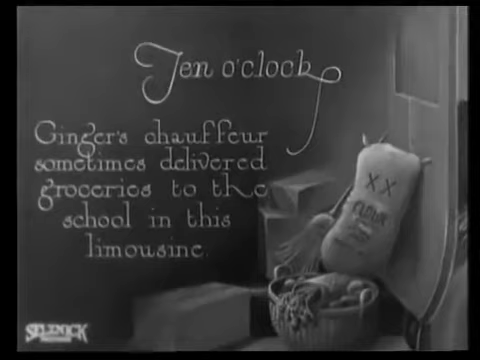 Ten o'clock
Ginger's chauffeur
sometimes delivered
groceries to the
school in this
limousine.
XX
FLOUR
SELZNICK